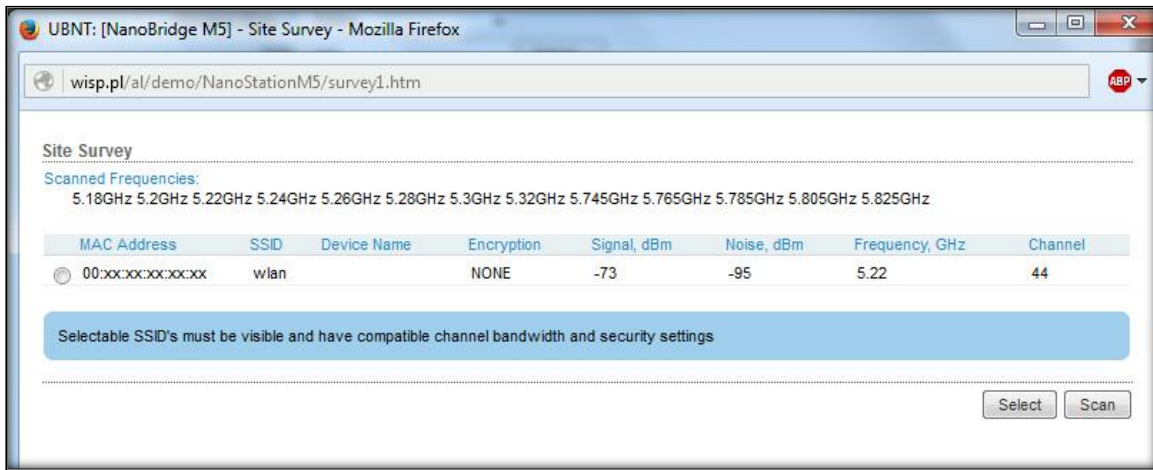 UBNT: [NanoBridge M5] - Site Survey - Mozilla Firefox
wisp.pl/al/demo/NanoStationM5/survey1.htm
ABP
Site Survey
Scanned Frequencies:
5.18GHz 5.2GHz 5.22GHz 5.24GHz 5.26GHz 5.28GHz 5.3GHz 5.32GHz 5.745GHz 5.765GHz 5.785GHz 5.805GHz 5.825GHz
MAC Address SSID Device Name Encryption Signal, dBm Noise, dBm Frequency, GHz Channel
00:xx:xx:xx:xx:xx wlan NONE -73 -95 5.22 44
Selectable SSID's must be visible and have compatible channel bandwidth and security settings
Select Scan